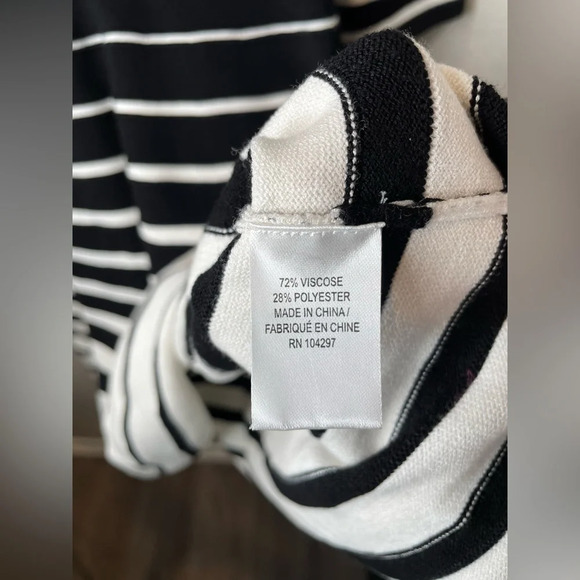 72% VISCOSE
28% POLYESTER
MADE IN CHINA/
FABRIQUÉ EN CHINE
RN 104297